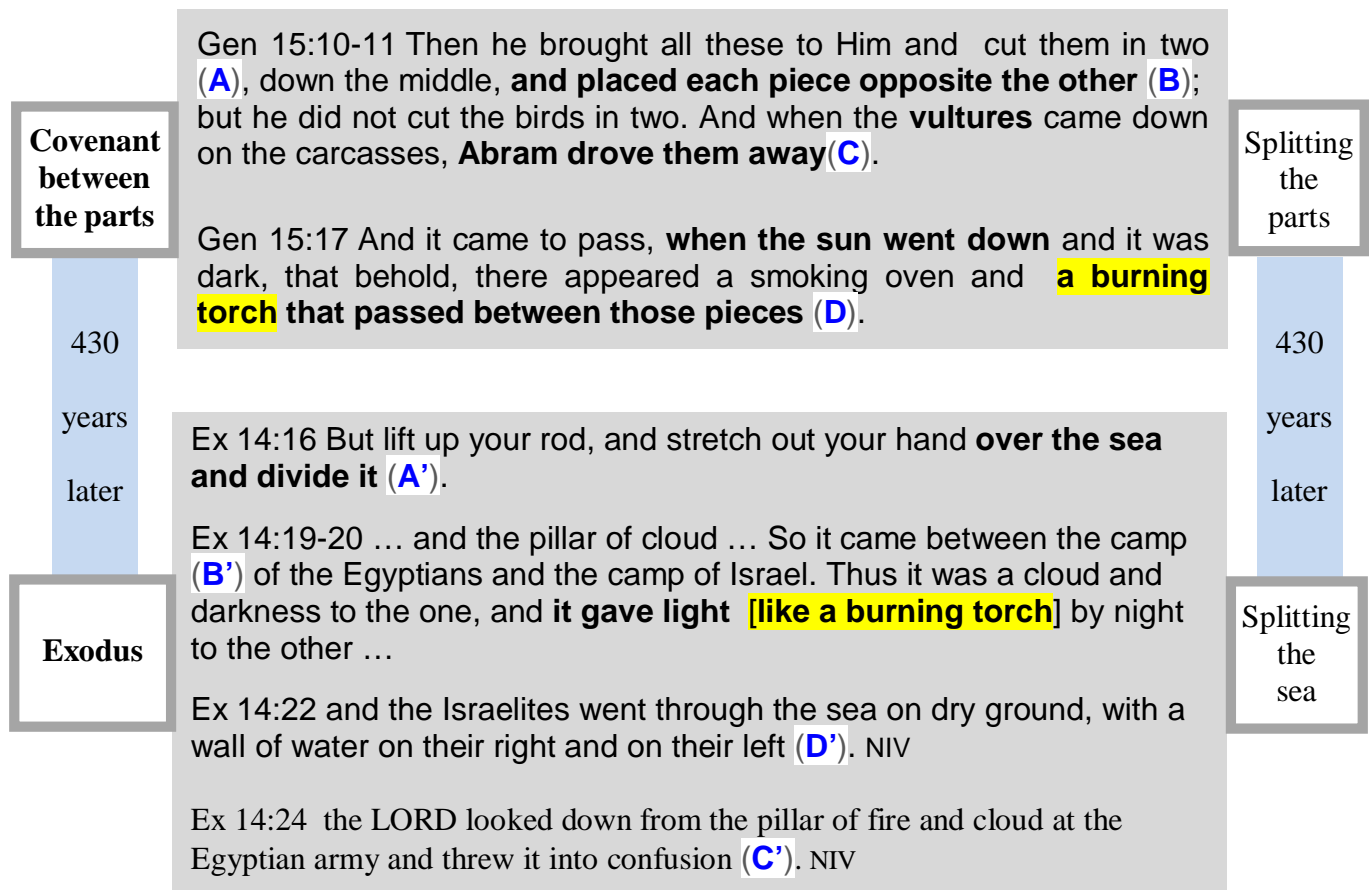 Gen 15:10-11 Then he brought all these to Him and cut them in two
(A), down the middle, and placed each piece opposite the other (B);
but he did not cut the birds in two. And when the vultures came down
on the carcasses, Abram drove them away(C).
Gen 15:17 And it came to pass, when the sun went down and it was
dark, that behold, there appeared a smoking oven and a burning
torch that passed between those pieces (D).
Covenant
between
the parts
Splitting
the
parts
430
years
later
430
years
later
Ex 14:16 But lift up your rod, and stretch out your hand over the sea
and divide it (A’).
Ex 14:19-20 … and the pillar of cloud … So it came between the camp
(B’) of the Egyptians and the camp of Israel. Thus it was a cloud and
darkness to the one, and it gave light [like a burning torch] by night
to the other …
Ex 14:22 and the Israelites went through the sea on dry ground, with a
wall of water on their right and on their left (D’). NIV
Ex 14:24 the LORD looked down from the pillar of fire and cloud at the
Egyptian army and threw it into confusion (C’). NIV
Exodus
Splitting
the
sea